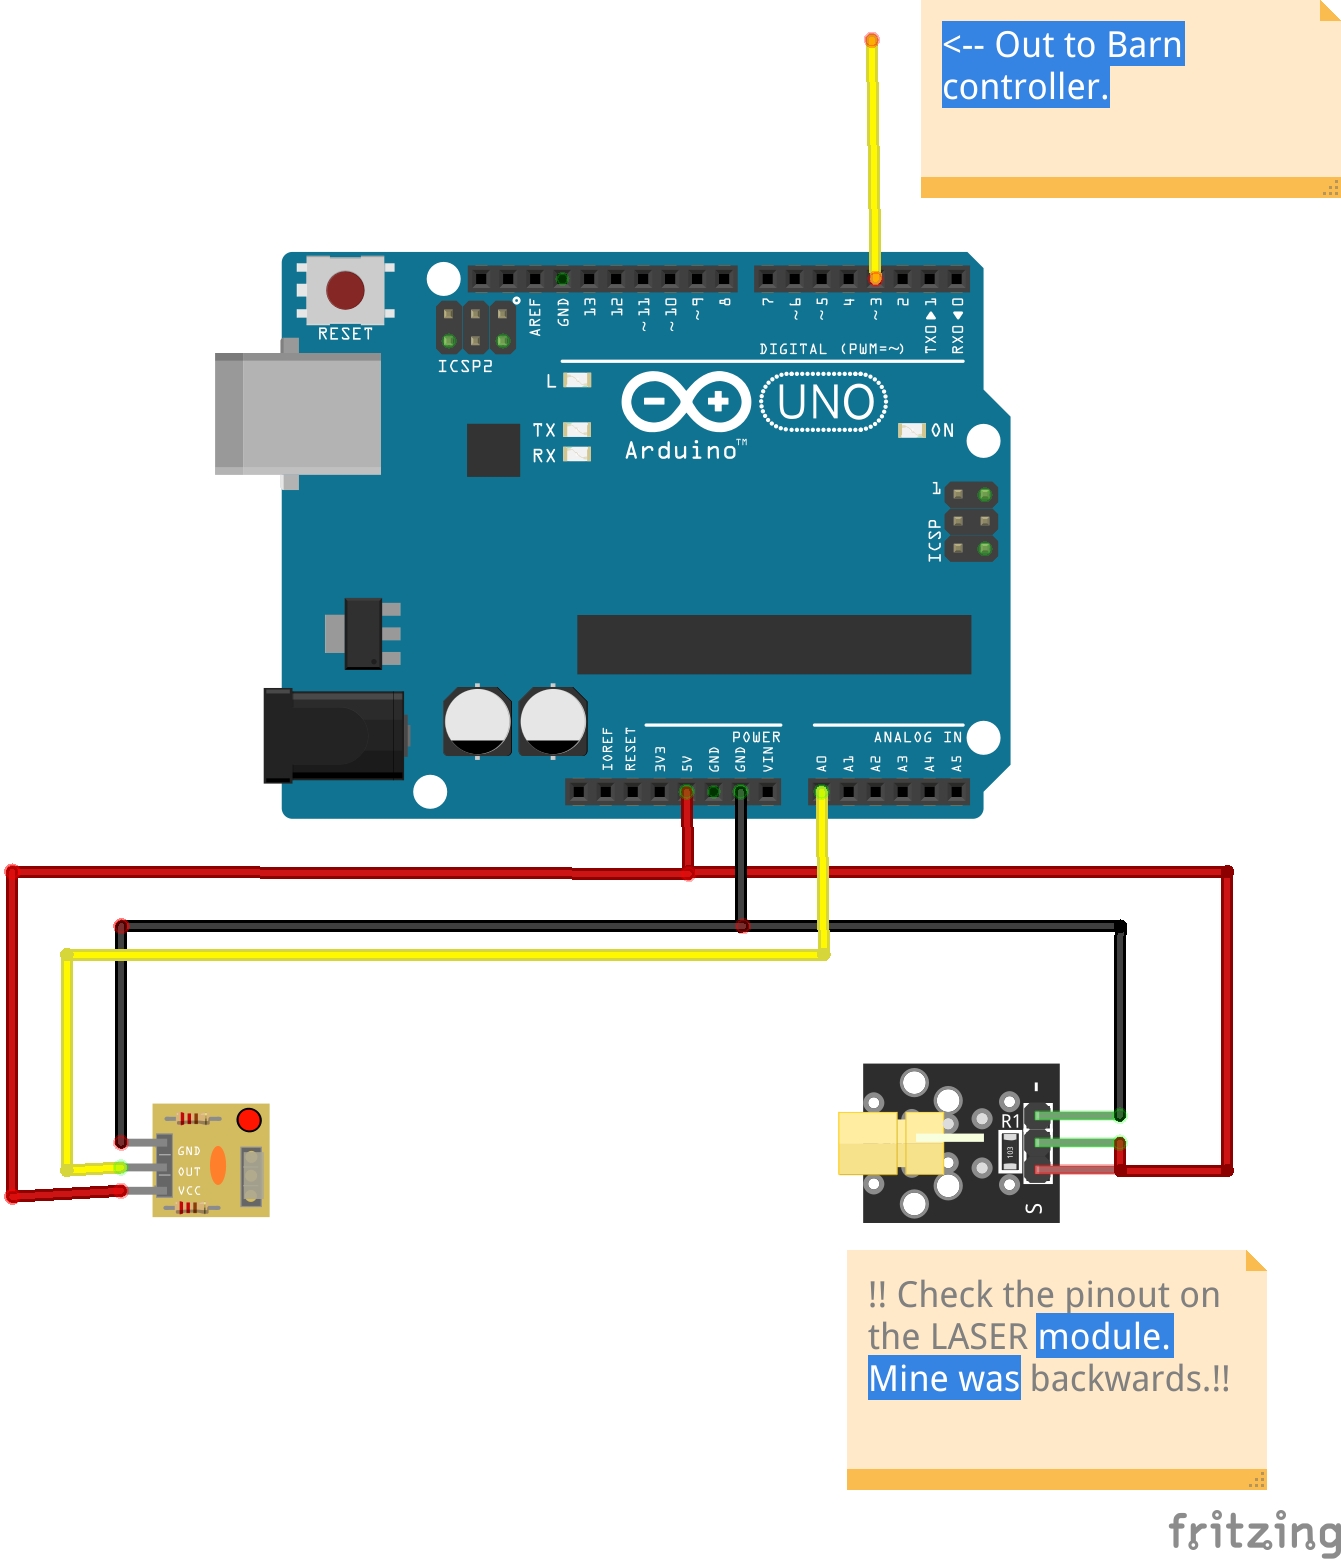 <-- Out to Barn
controller.
RESET
ICSP2
AREF
GND
13
12
~11
~10
~9
8
7
~6
~5
4
~3
2
TX0▶1
RX0◀0
DIGITAL (PWM=~)
L
TX
RX
UNO
ON
Arduino™
1
ICSP
IOREF
RESET
3V3
5V
GND
GND
VIN
POWER
A0
A1
A2
A3
A4
A5
ANALOG IN
GND
OUT
VCC
-
R1
103
S
!! Check the pinout on
the LASER module.
Mine was backwards.!!
fritzing